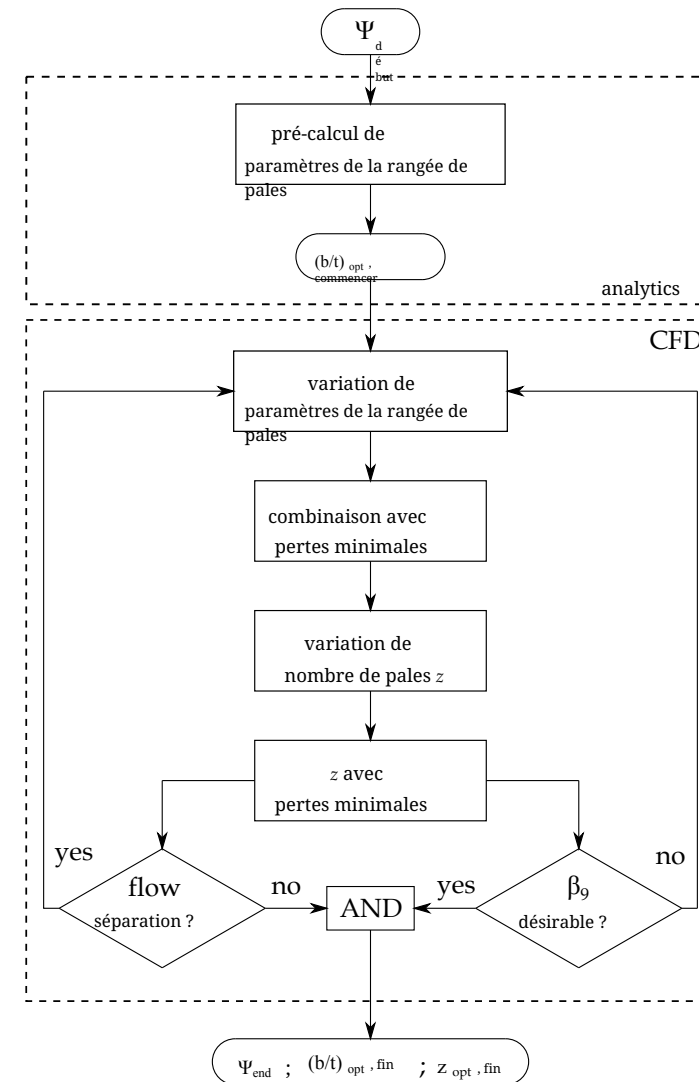 Ψ
d
é
but
pré-calcul de
paramètres de la rangée de
pales
(b/t) opt ,
commencer
analytics
CFD
variation de
paramètres de la rangée de
pales
combinaison avec
pertes minimales
variation de
nombre de pales z
z avec
pertes minimales
yes
no
flow
séparation ?
no
AND
yes
β9
désirable ?
Ψend ; (b/t) opt , fin ; z opt , fin